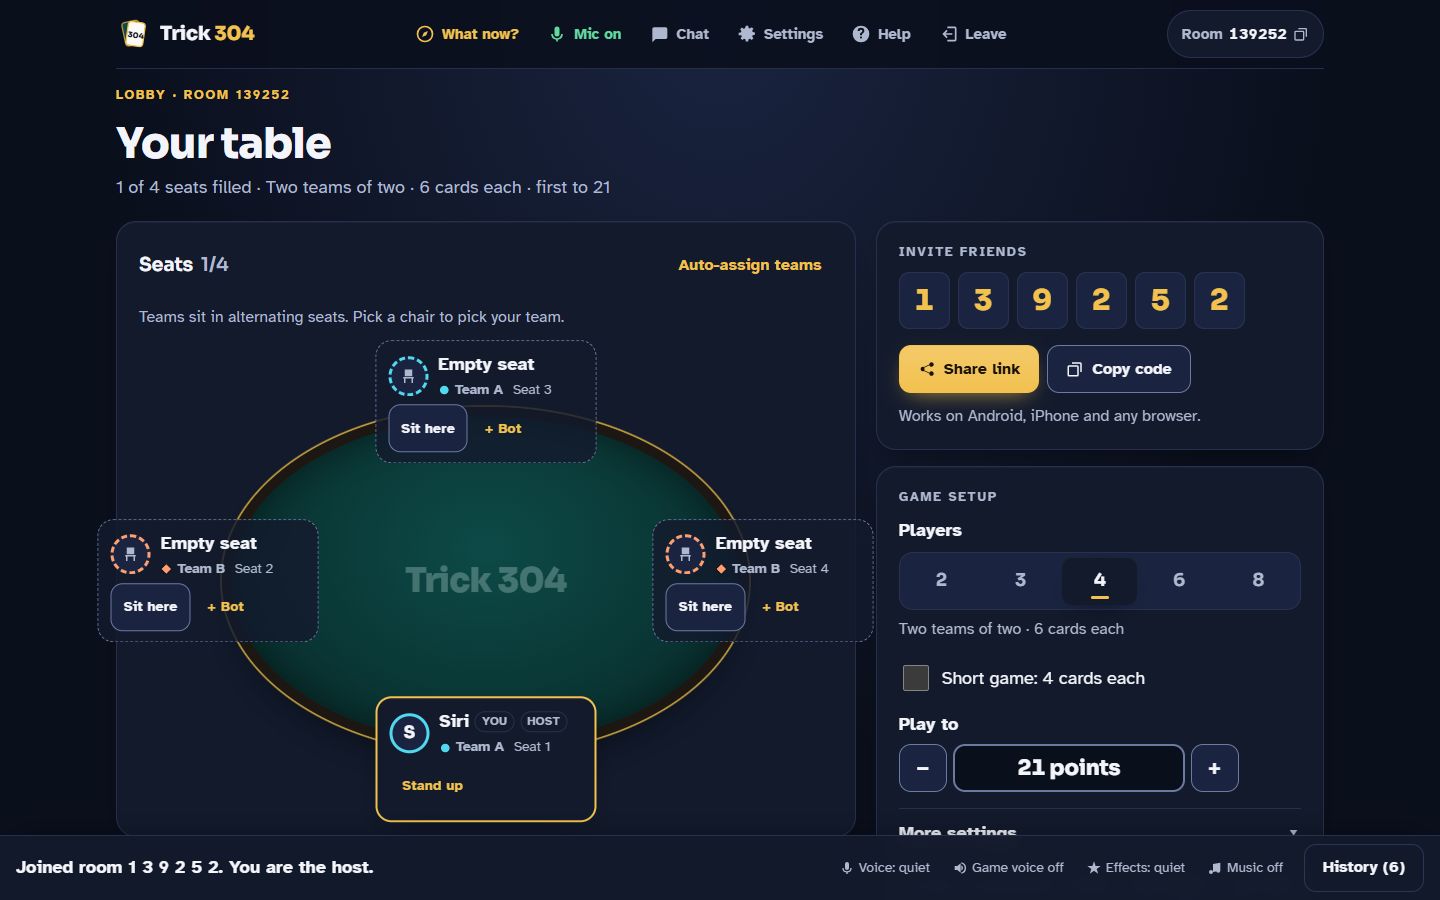 304
Trick 304
What now?
Mic on
Chat
Settings
Help
Leave
Room 139252
LOBBY · ROOM 139252
Your table
1 of 4 seats filled · Two teams of two · 6 cards each · first to 21
Seats 1/4
Auto-assign teams
Teams sit in alternating seats. Pick a chair to pick your team.
Empty seat
Team A Seat 3
Sit here
+ Bot
Empty seat
Team B Seat 2
Sit here
+ Bot
Trick 304
Empty seat
Team B Seat 4
Sit here
+ Bot
S
Siri YOU HOST
Team A Seat 1
Stand up
INVITE FRIENDS
1 3 9 2 5 2
Share link
Copy code
Works on Android, iPhone and any browser.
GAME SETUP
Players
2 3 4 6 8
Two teams of two · 6 cards each
Short game: 4 cards each
Play to
− 21 points +
More settings
Joined room 1 3 9 2 5 2. You are the host.
Voice: quiet
Game voice off
Effects: quiet
Music off
History (6)